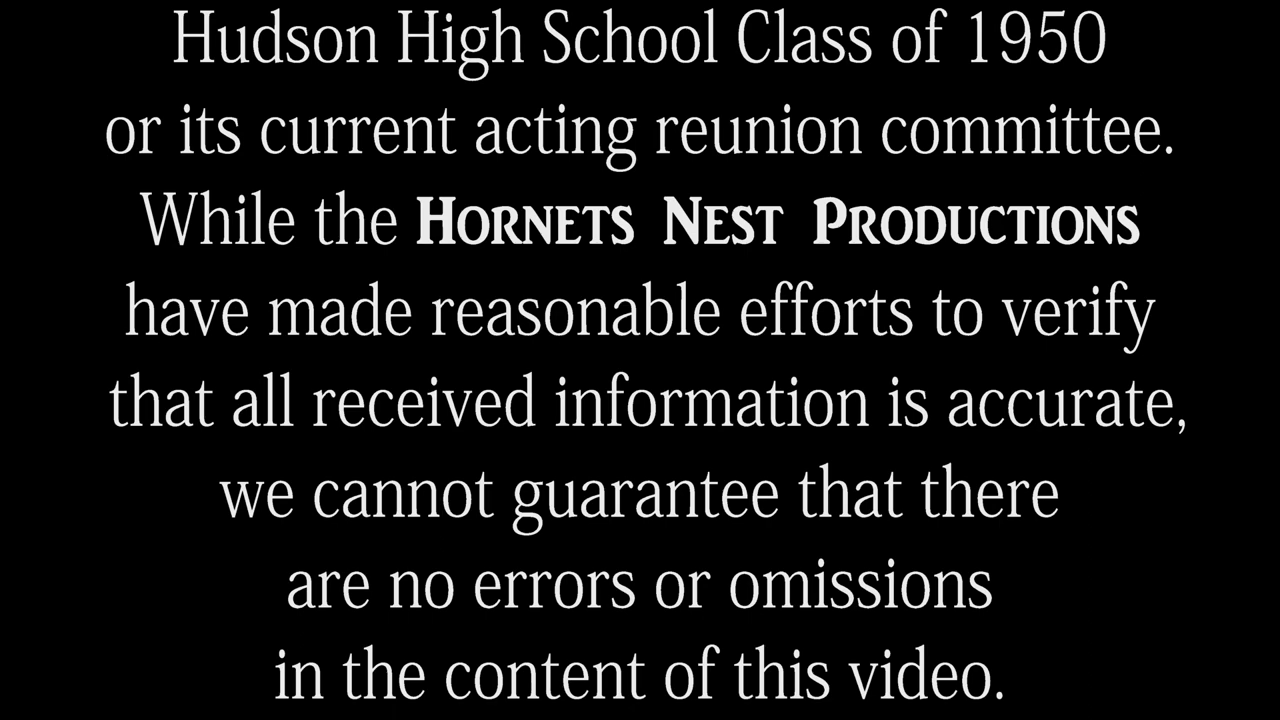 Hudson High School Class of 1950
or its current acting reunion committee.
While the HORNETS NEST PRODUCTIONS
have made reasonable efforts to verify
that all received information is accurate,
we cannot guarantee that there
are no errors or omissions
in the content of this video.